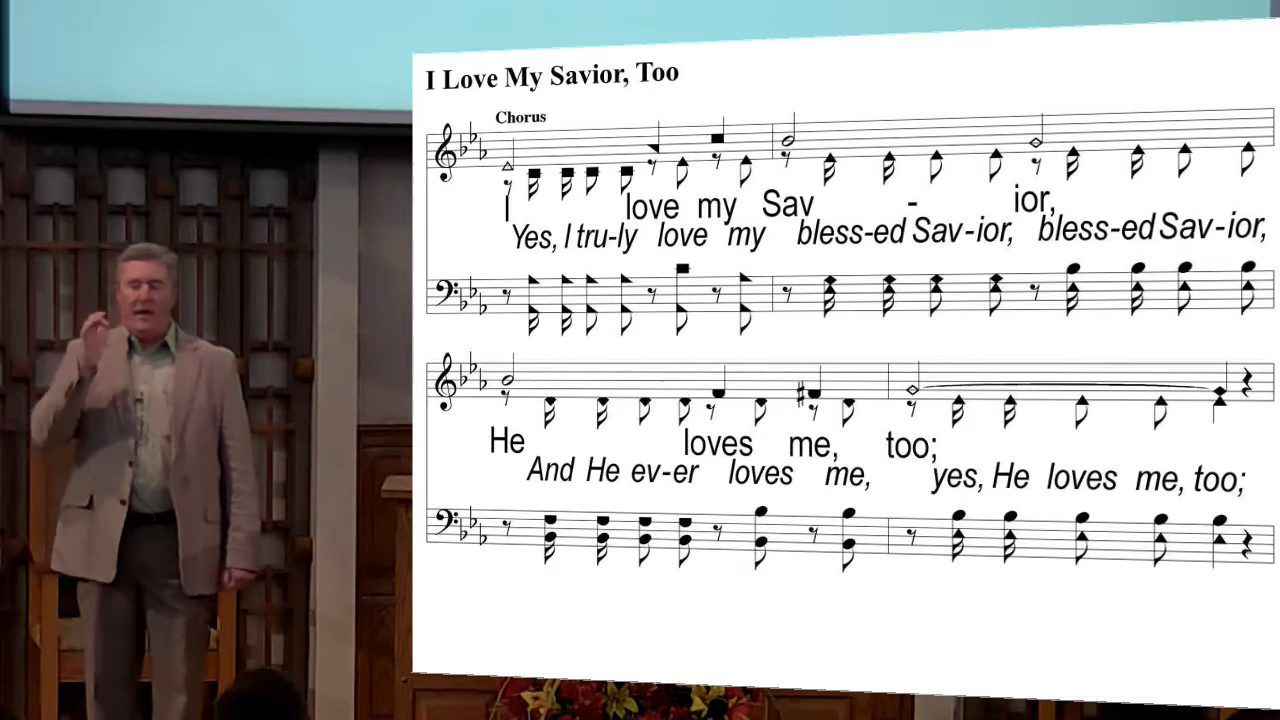 I Love My Savior, Too
Chorus
I love my Sav - ior,
Yes, I tru-ly love my bless-ed Sav-ior, bless-ed Sav-ior,
He loves me, too;
And He ev-er loves me, yes, He loves me, too;